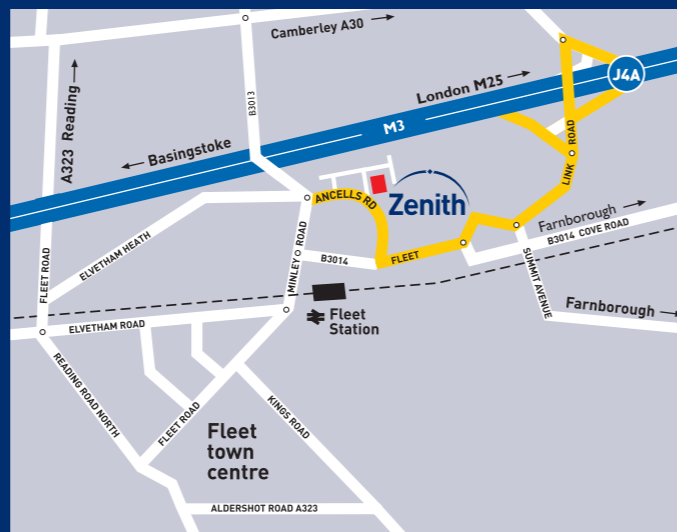 Camberley A30
J4A
London M25
B3013
A323 Reading
M3
Basingstoke
LINK ROAD
ANCELLS RD
Zenith
Farnborough
B3014 COVE ROAD
ELVETHAM HEATH
FLEET ROAD
MINLEY ROAD
B3014
FLEET
SUMMIT AVENUE
Farnborough
Fleet
Station
ELVETHAM ROAD
READING ROAD NORTH
FLEET ROAD
KINGS ROAD
Fleet
town
centre
ALDERSHOT ROAD A323